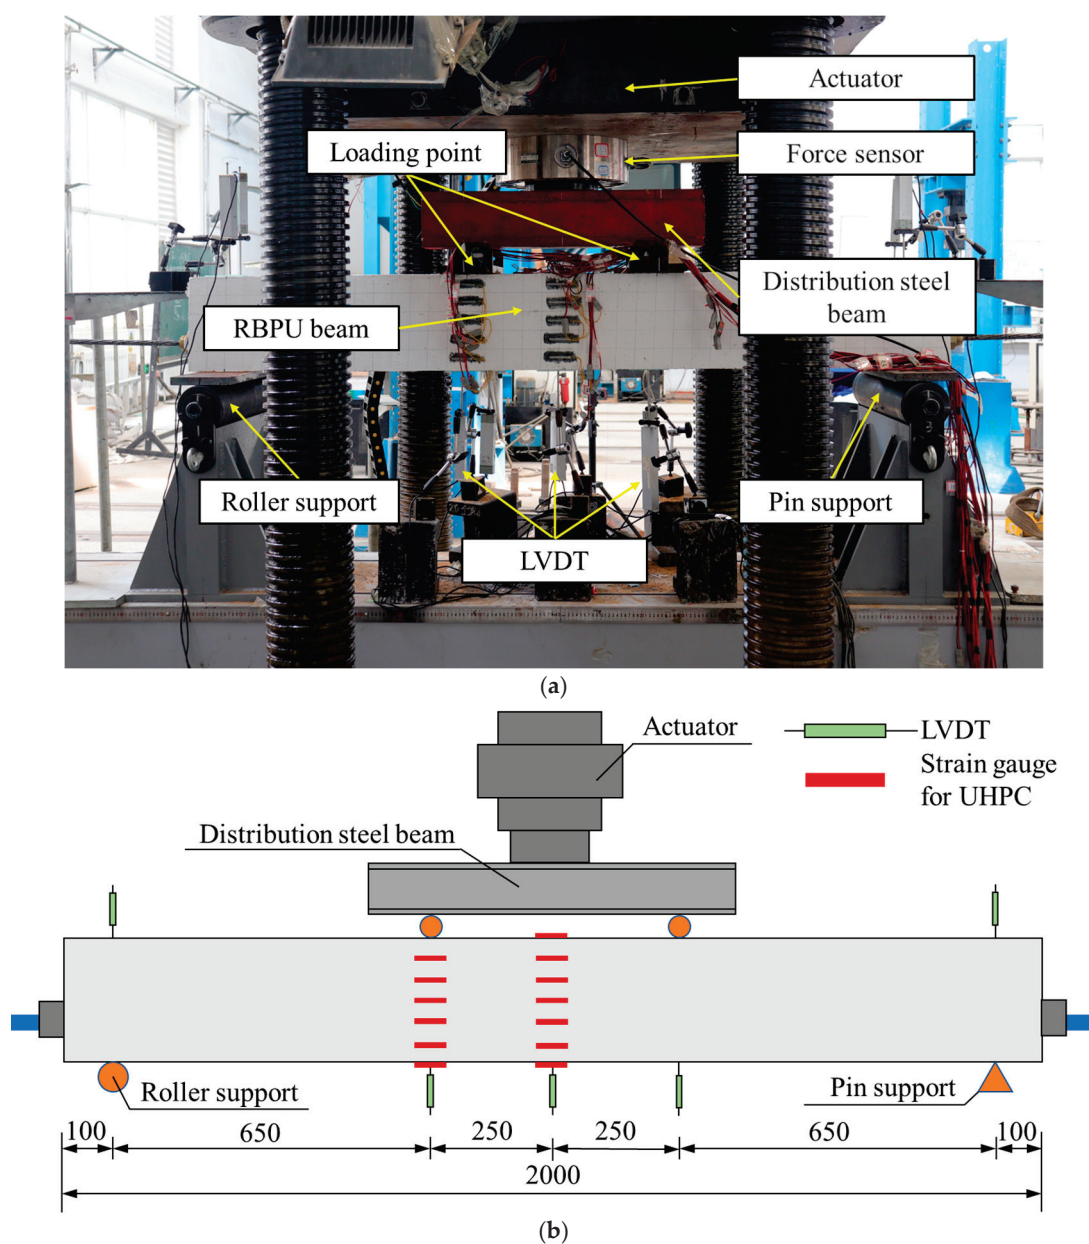 Actuator
Loading point
Force sensor
Distribution steel
beam
RBPU beam
Roller support
Pin support
LVDT
(a)
Actuator
LVDT
Strain gauge
for UHPC
Distribution steel beam
Roller support
Pin support
100 650 250 250 650 100
2000
(b)